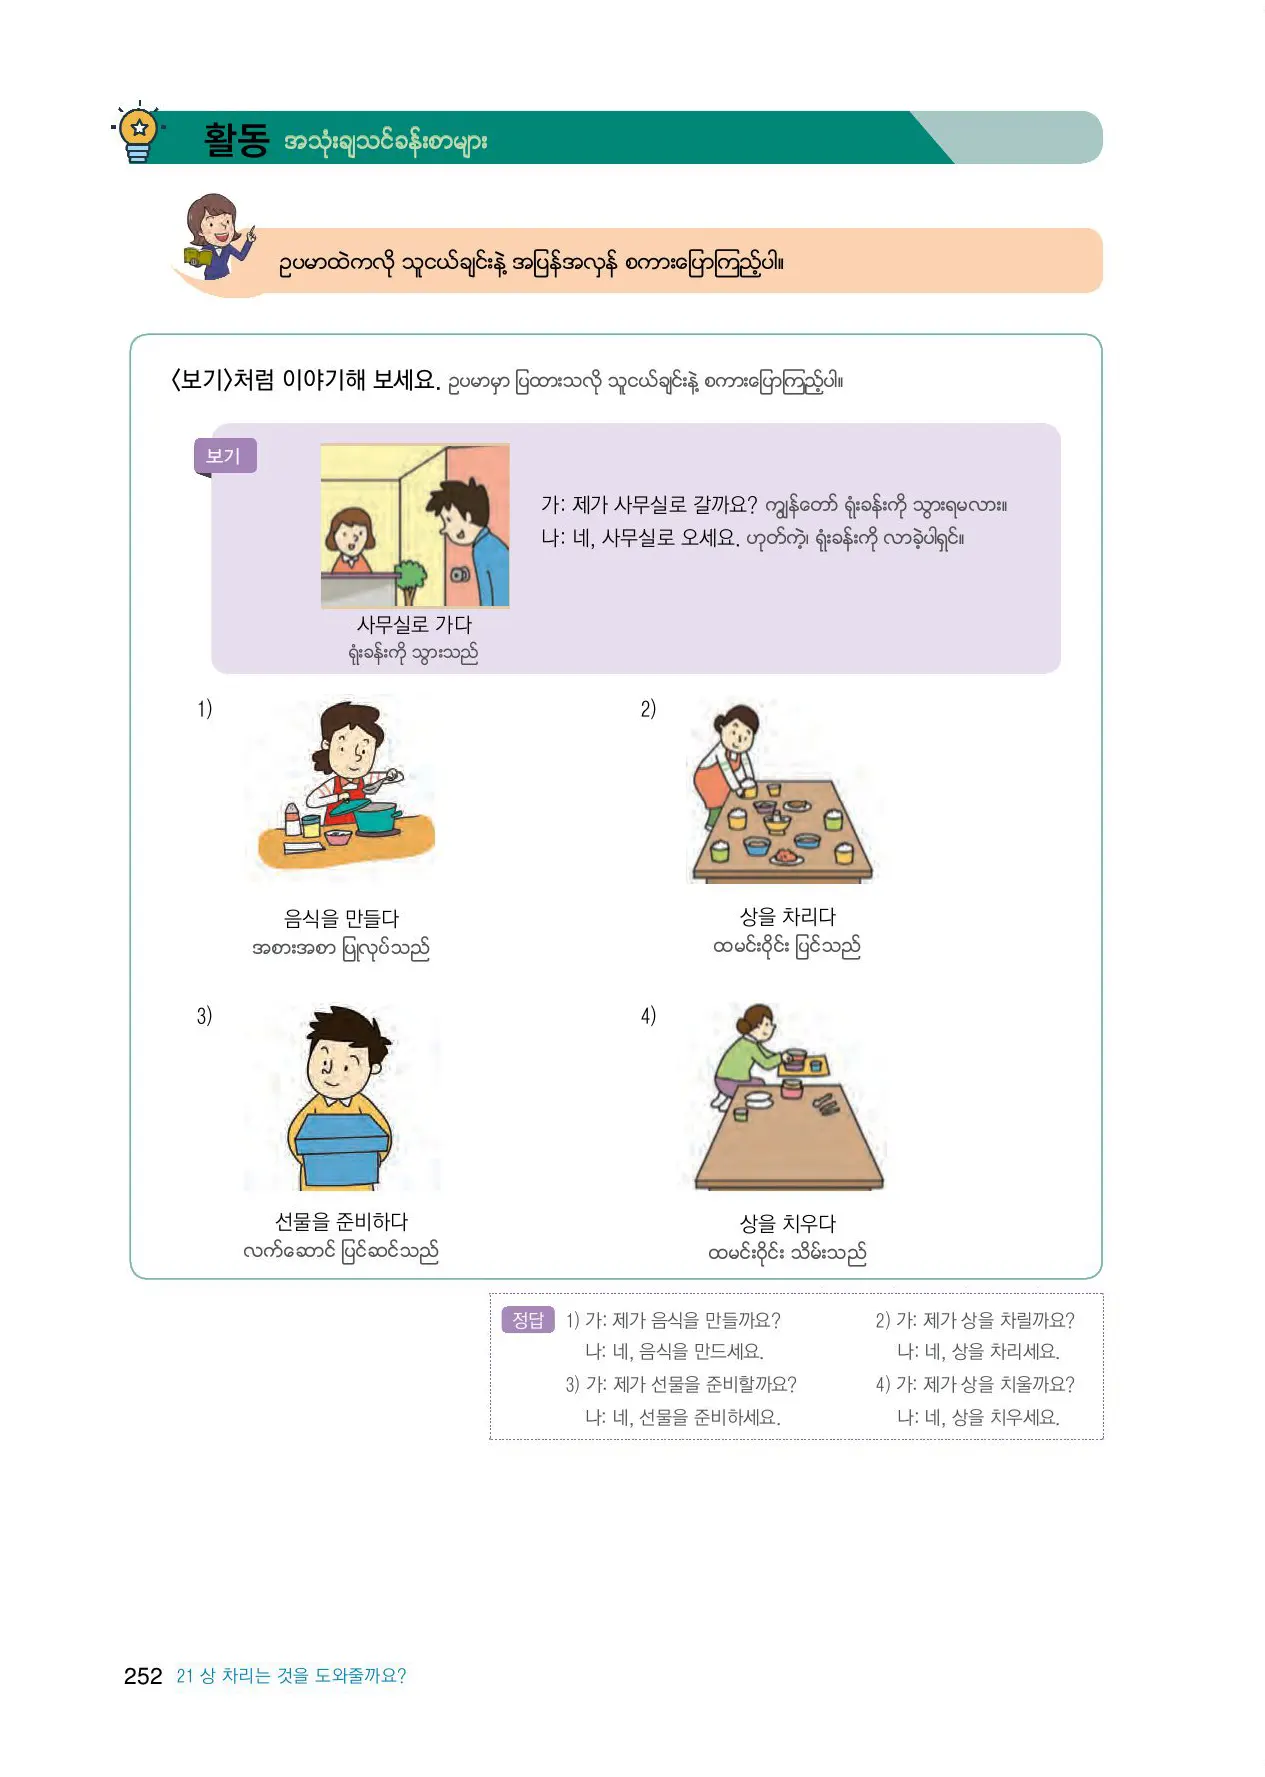 활동 အသုံးချသင်ခန်းစာများ
ဥပမာထဲကလို သူငယ်ချင်းနဲ့ အပြန်အလှန် စကားပြောကြည့်ပါ။
<보기>처럼 이야기해 보세요. ဥပမာမှာ ပြထားသလို သူငယ်ချင်းနဲ့ စကားပြောကြည့်ပါ။
보기
가: 제가 사무실로 갈까요? ကျွန်တော် ရုံးခန်းကို သွားရမလား။
나: 네, 사무실로 오세요. ဟုတ်ကဲ့၊ ရုံးခန်းကို လာခဲ့ပါရှင်။
사무실로 가다
ရုံးခန်းကို သွားသည်
1)
음식을 만들다
အစားအစာ ပြုလုပ်သည်
2)
상을 차리다
ထမင်းဝိုင်း ပြင်သည်
3)
선물을 준비하다
လက်ဆောင် ပြင်ဆင်သည်
4)
상을 치우다
ထမင်းဝိုင်း သိမ်းသည်
정답
1) 가: 제가 음식을 만들까요?
나: 네, 음식을 만드세요.
2) 가: 제가 상을 차릴까요?
나: 네, 상을 차리세요.
3) 가: 제가 선물을 준비할까요?
나: 네, 선물을 준비하세요.
4) 가: 제가 상을 치울까요?
나: 네, 상을 치우세요.
252 21 상 차리는 것을 도와줄까요?